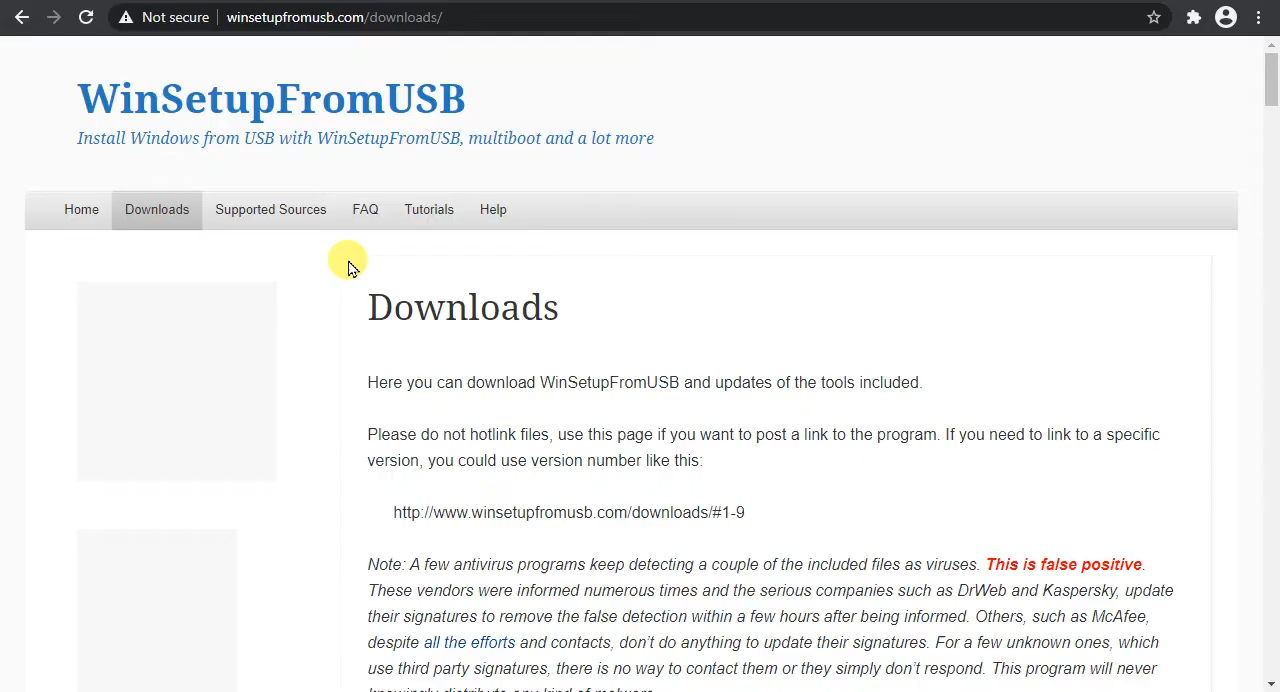 Not secure winsetupfromusb.com/downloads/
WinSetupFromUSB
Install Windows from USB with WinSetupFromUSB, multiboot and a lot more
Home Downloads Supported Sources FAQ Tutorials Help
Downloads
Here you can download WinSetupFromUSB and updates of the tools included.
Please do not hotlink files, use this page if you want to post a link to the program. If you need to link to a specific
version, you could use version number like this:
http://www.winsetupfromusb.com/downloads/#1-9
Note: A few antivirus programs keep detecting a couple of the included files as viruses. This is false positive.
These vendors were informed numerous times and the serious companies such as DrWeb and Kaspersky, update
their signatures to remove the false detection within a few hours after being informed. Others, such as McAfee,
despite all the efforts and contacts, don’t do anything to update their signatures. For a few unknown ones, which
use third party signatures, there is no way to contact them or they simply don’t respond. This program will never
knowingly distribute any kind of malware.